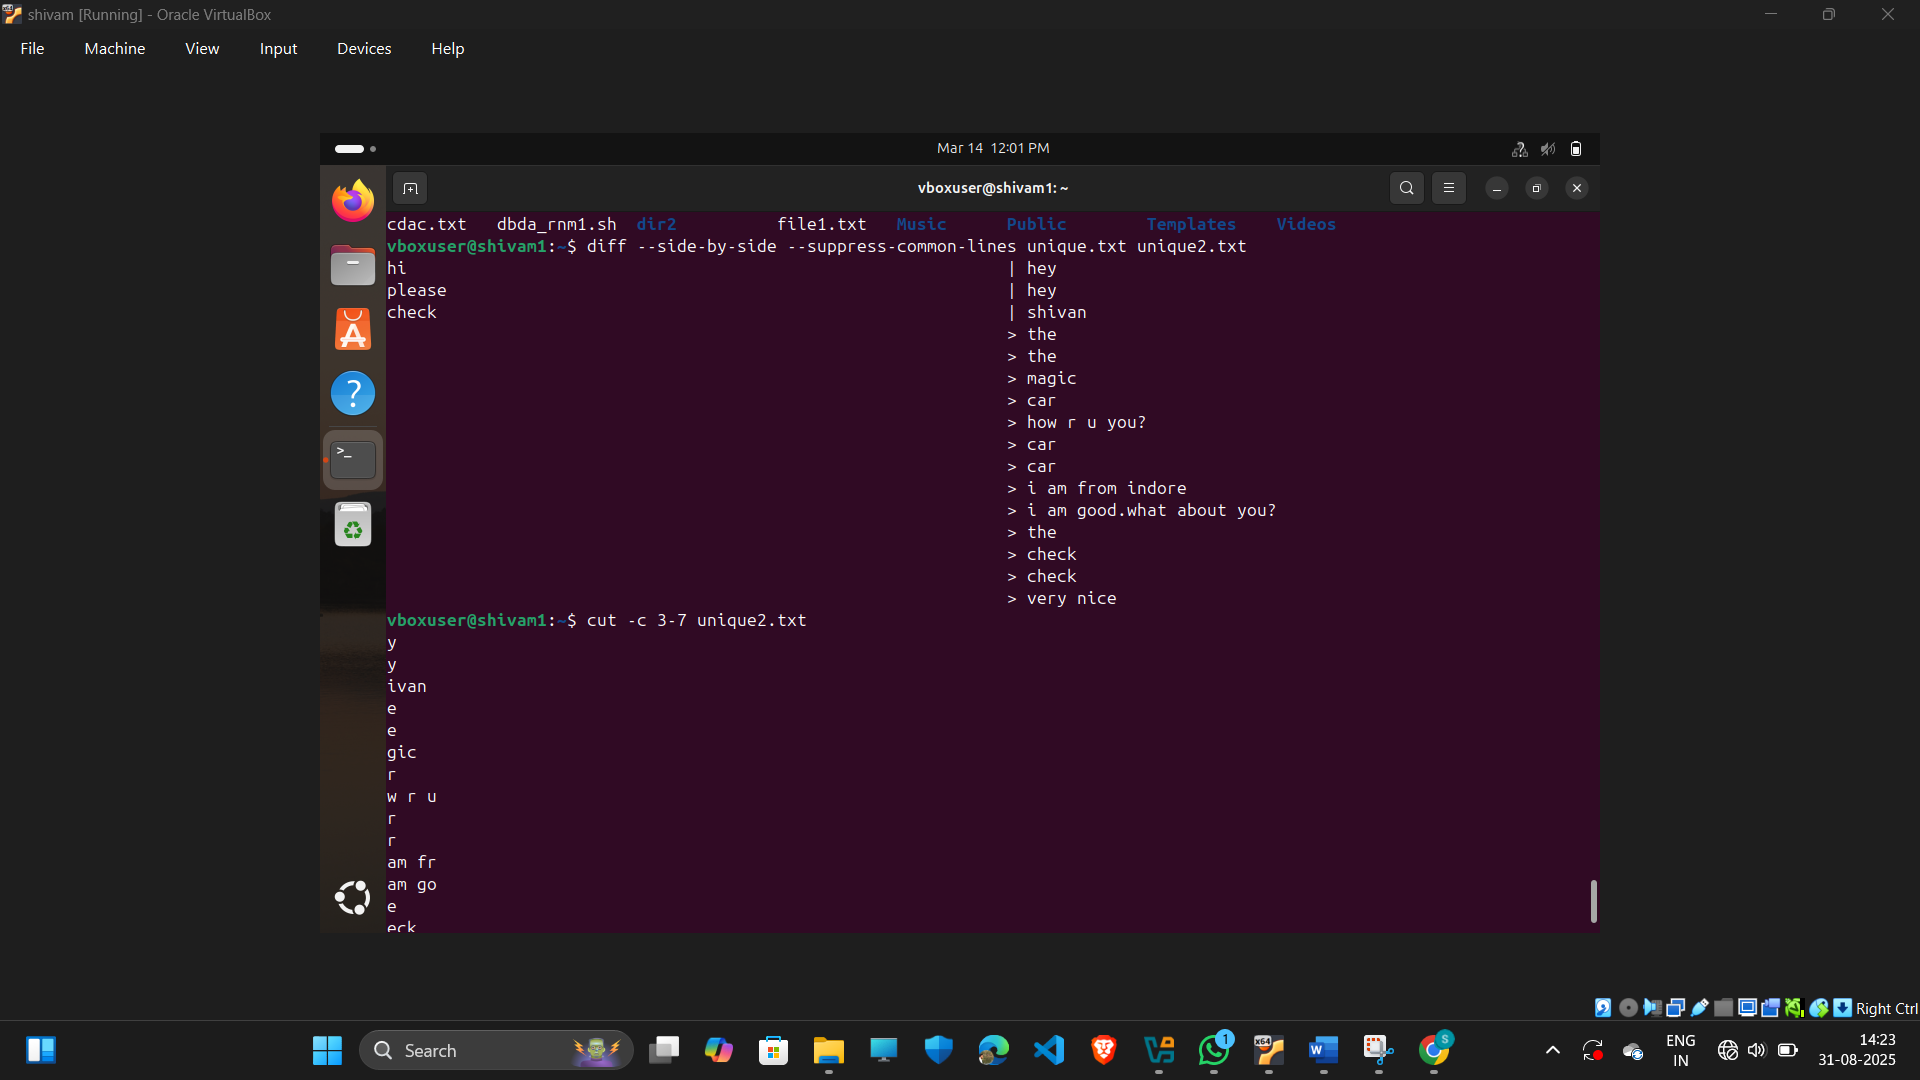 shivam [Running] - Oracle VirtualBox
File Machine View Input Devices Help
Mar 14 12:01 PM
vboxuser@shivam1: ~
cdac.txt dbda_rnm1.sh dir2 file1.txt Music Public Templates Videos
vboxuser@shivam1:~$ diff --side-by-side --suppress-common-lines unique.txt unique2.txt
hi | hey
please | hey
check | shivan
> the
> the
> magic
> car
> how r u you?
> car
> car
> i am from indore
> i am good.what about you?
> the
> check
> check
> very nice
vboxuser@shivam1:~$ cut -c 3-7 unique2.txt
y
y
ivan
e
e
gic
r
w r u
r
r
am fr
am go
e
eck
Right Ctrl
Search
1
S
ENG
IN
14:23
31-08-2025